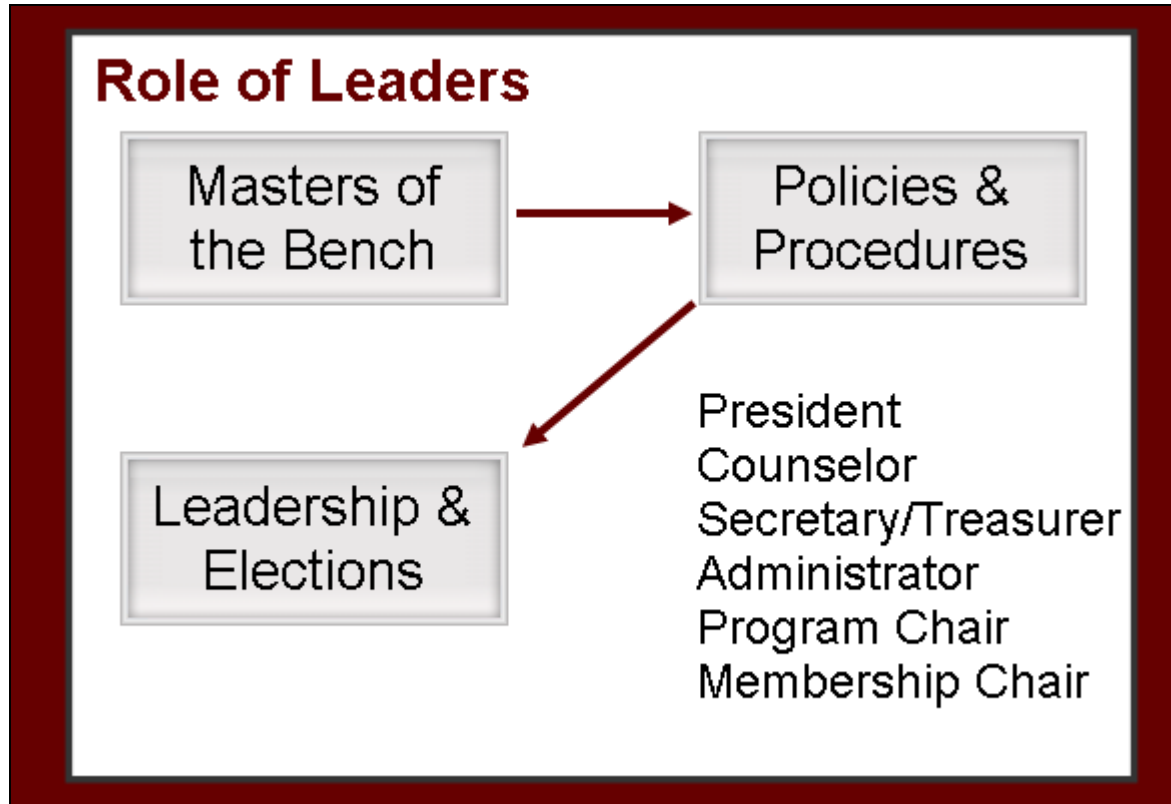 Role of Leaders
Masters of
the Bench
Policies &
Procedures
Leadership &
Elections
President
Counselor
Secretary/Treasurer
Administrator
Program Chair
Membership Chair